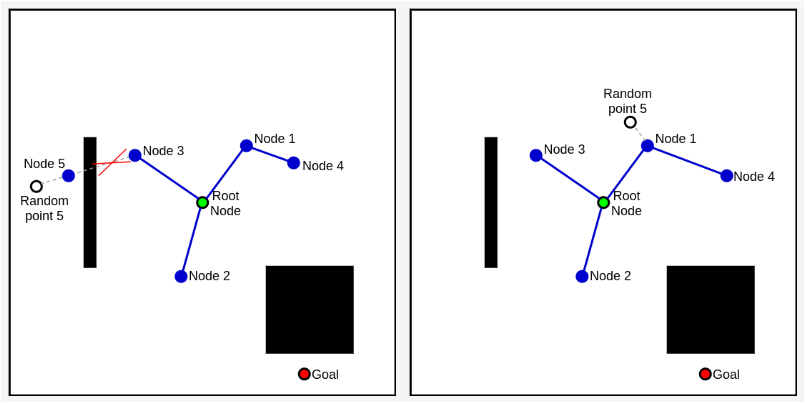 Node 5
Random
point 5
Node 3
Node 1
Node 4
Root
Node
Node 2
Goal
Random
point 5
Node 3
Node 1
Node 4
Root
Node
Node 2
Goal